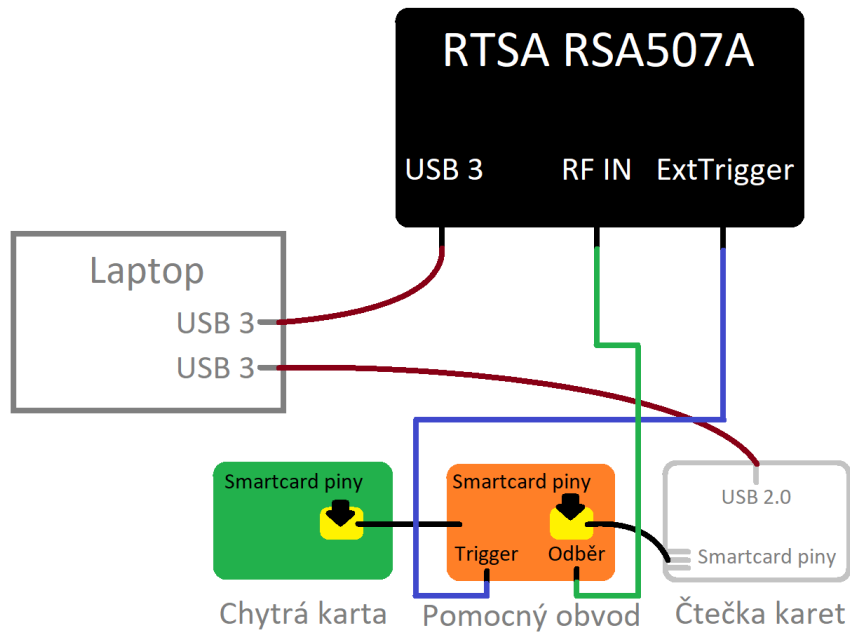 RTSA RSA507A
USB 3 RF IN ExtTrigger
Laptop
USB 3
USB 3
Smartcard piny
Smartcard piny
USB 2.0
Trigger Odběr
Smartcard piny
Chytrá karta
Pomocný obvod
Čtečka karet